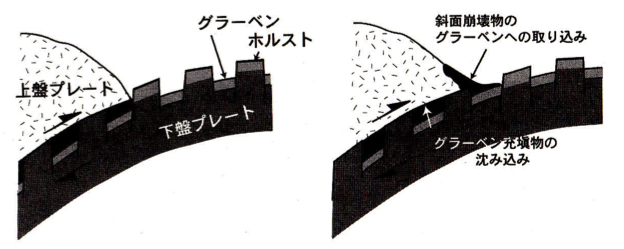 グラーベン
ホルスト
上盤プレート
下盤プレート
斜面崩壊物の
グラーベンへの取り込み
グラーベン充填物の
沈み込み